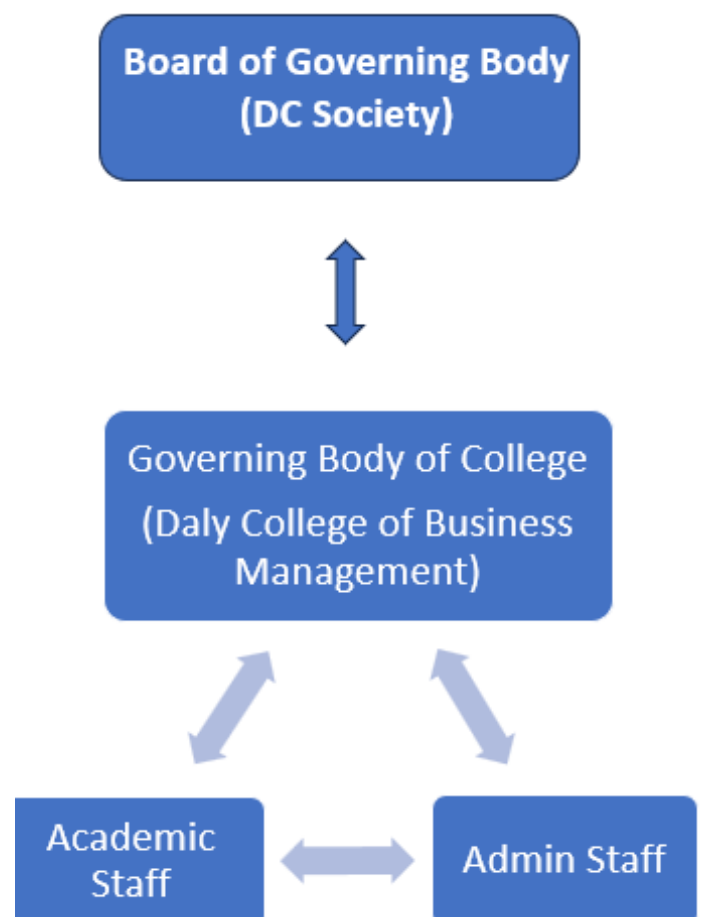 Board of Governing Body
(DC Society)
Governing Body of College
(Daly College of Business
Management)
Academic
Staff
Admin Staff